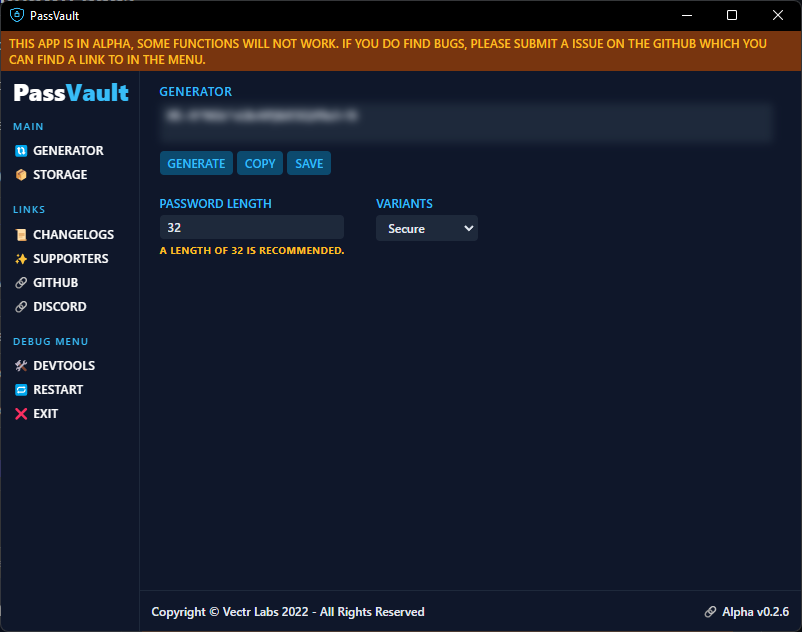 PassVault
THIS APP IS IN ALPHA, SOME FUNCTIONS WILL NOT WORK. IF YOU DO FIND BUGS, PLEASE SUBMIT A ISSUE ON THE GITHUB WHICH YOU
CAN FIND A LINK TO IN THE MENU.
PassVault
MAIN
GENERATOR
STORAGE
LINKS
CHANGELOGS
SUPPORTERS
GITHUB
DISCORD
DEBUG MENU
DEVTOOLS
RESTART
EXIT
GENERATOR
GENERATE COPY SAVE
PASSWORD LENGTH VARIANTS
32 Secure
A LENGTH OF 32 IS RECOMMENDED.
Copyright © Vectr Labs 2022 - All Rights Reserved
Alpha v0.2.6